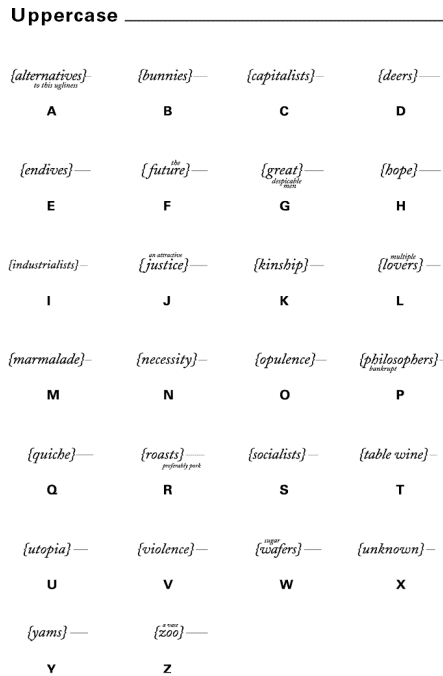 Uppercase
{alternatives} {bunnies} {capitalists} {deers}
to this ugliness
A B C D
the
{endives} {future} {great} {hope}
despicable
men
E F G H
an attractive multiple
{industrialists} {justice} {kinship} {lovers}
I J K L
{marmalade} {necessity} {opulence} {philosophers}
bankrupt
M N O P
{quiche} {roasts} {socialists} {table wine}
preferably pork
Q R S T
sugar
{utopia} {violence} {wafers} {unknown}
U V W X
a vast
{yams} {zoo}
Y Z